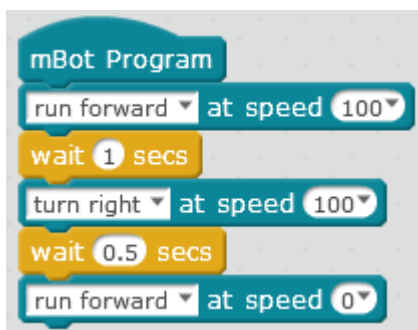 mBot Program
run forward at speed 100
wait 1 secs
turn right at speed 100
wait 0.5 secs
run forward at speed 0